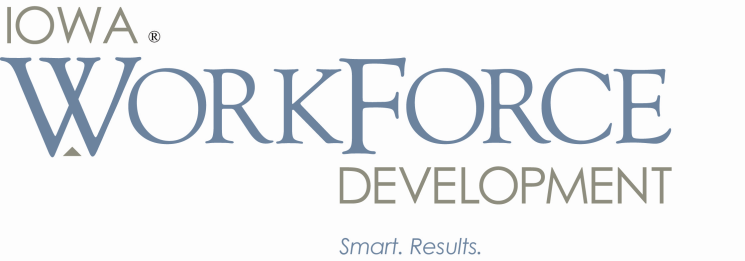 IOWA ®
WORKFORCE
DEVELOPMENT
Smart. Results.